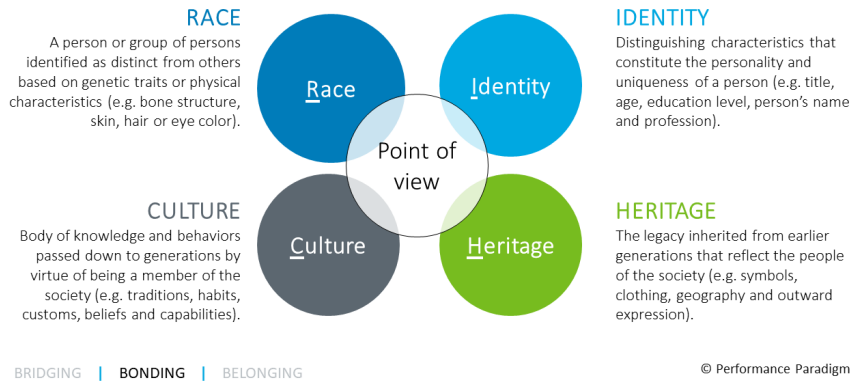 RACE
A person or group of persons
identified as distinct from others
based on genetic traits or physical
characteristics (e.g. bone structure,
skin, hair or eye color).
Race
Identity
IDENTITY
Distinguishing characteristics that
constitute the personality and
uniqueness of a person (e.g. title,
age, education level, person's name
and profession).
Point of
view
CULTURE
Body of knowledge and behaviors
passed down to generations by
virtue of being a member of the
society (e.g. traditions, habits,
customs, beliefs and capabilities).
Culture
Heritage
HERITAGE
The legacy inherited from earlier
generations that reflect the people
of the society (e.g. symbols,
clothing, geography and outward
expression).
BRIDGING | BONDING | BELONGING
© Performance Paradigm